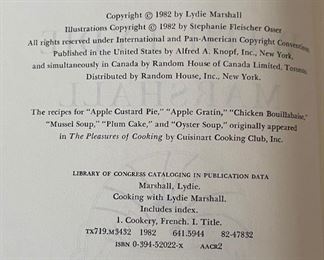 Copyright © 1982 by Lydie Marshall
Illustrations Copyright © 1982 by Stephanie Fleischer Osser
All rights reserved under International and Pan-American Copyright Conventions.
Published in the United States by Alfred A. Knopf, Inc., New York,
and simultaneously in Canada by Random House of Canada Limited, Toronto.
Distributed by Random House, Inc., New York.
The recipes for "Apple Custard Pie," "Apple Gratin," "Chicken Bouillabaise,"
"Mussel Soup," "Plum Cake," and "Oyster Soup," originally appeared
in The Pleasures of Cooking by Cuisinart Cooking Club, Inc.
LIBRARY OF CONGRESS CATALOGING IN PUBLICATION DATA
Marshall, Lydie.
Cooking with Lydie Marshall.
Includes index.
1. Cookery, French. I. Title.
TX719.M3432 1982 641.5944 82-47832
ISBN 0-394-52022-X AACR2